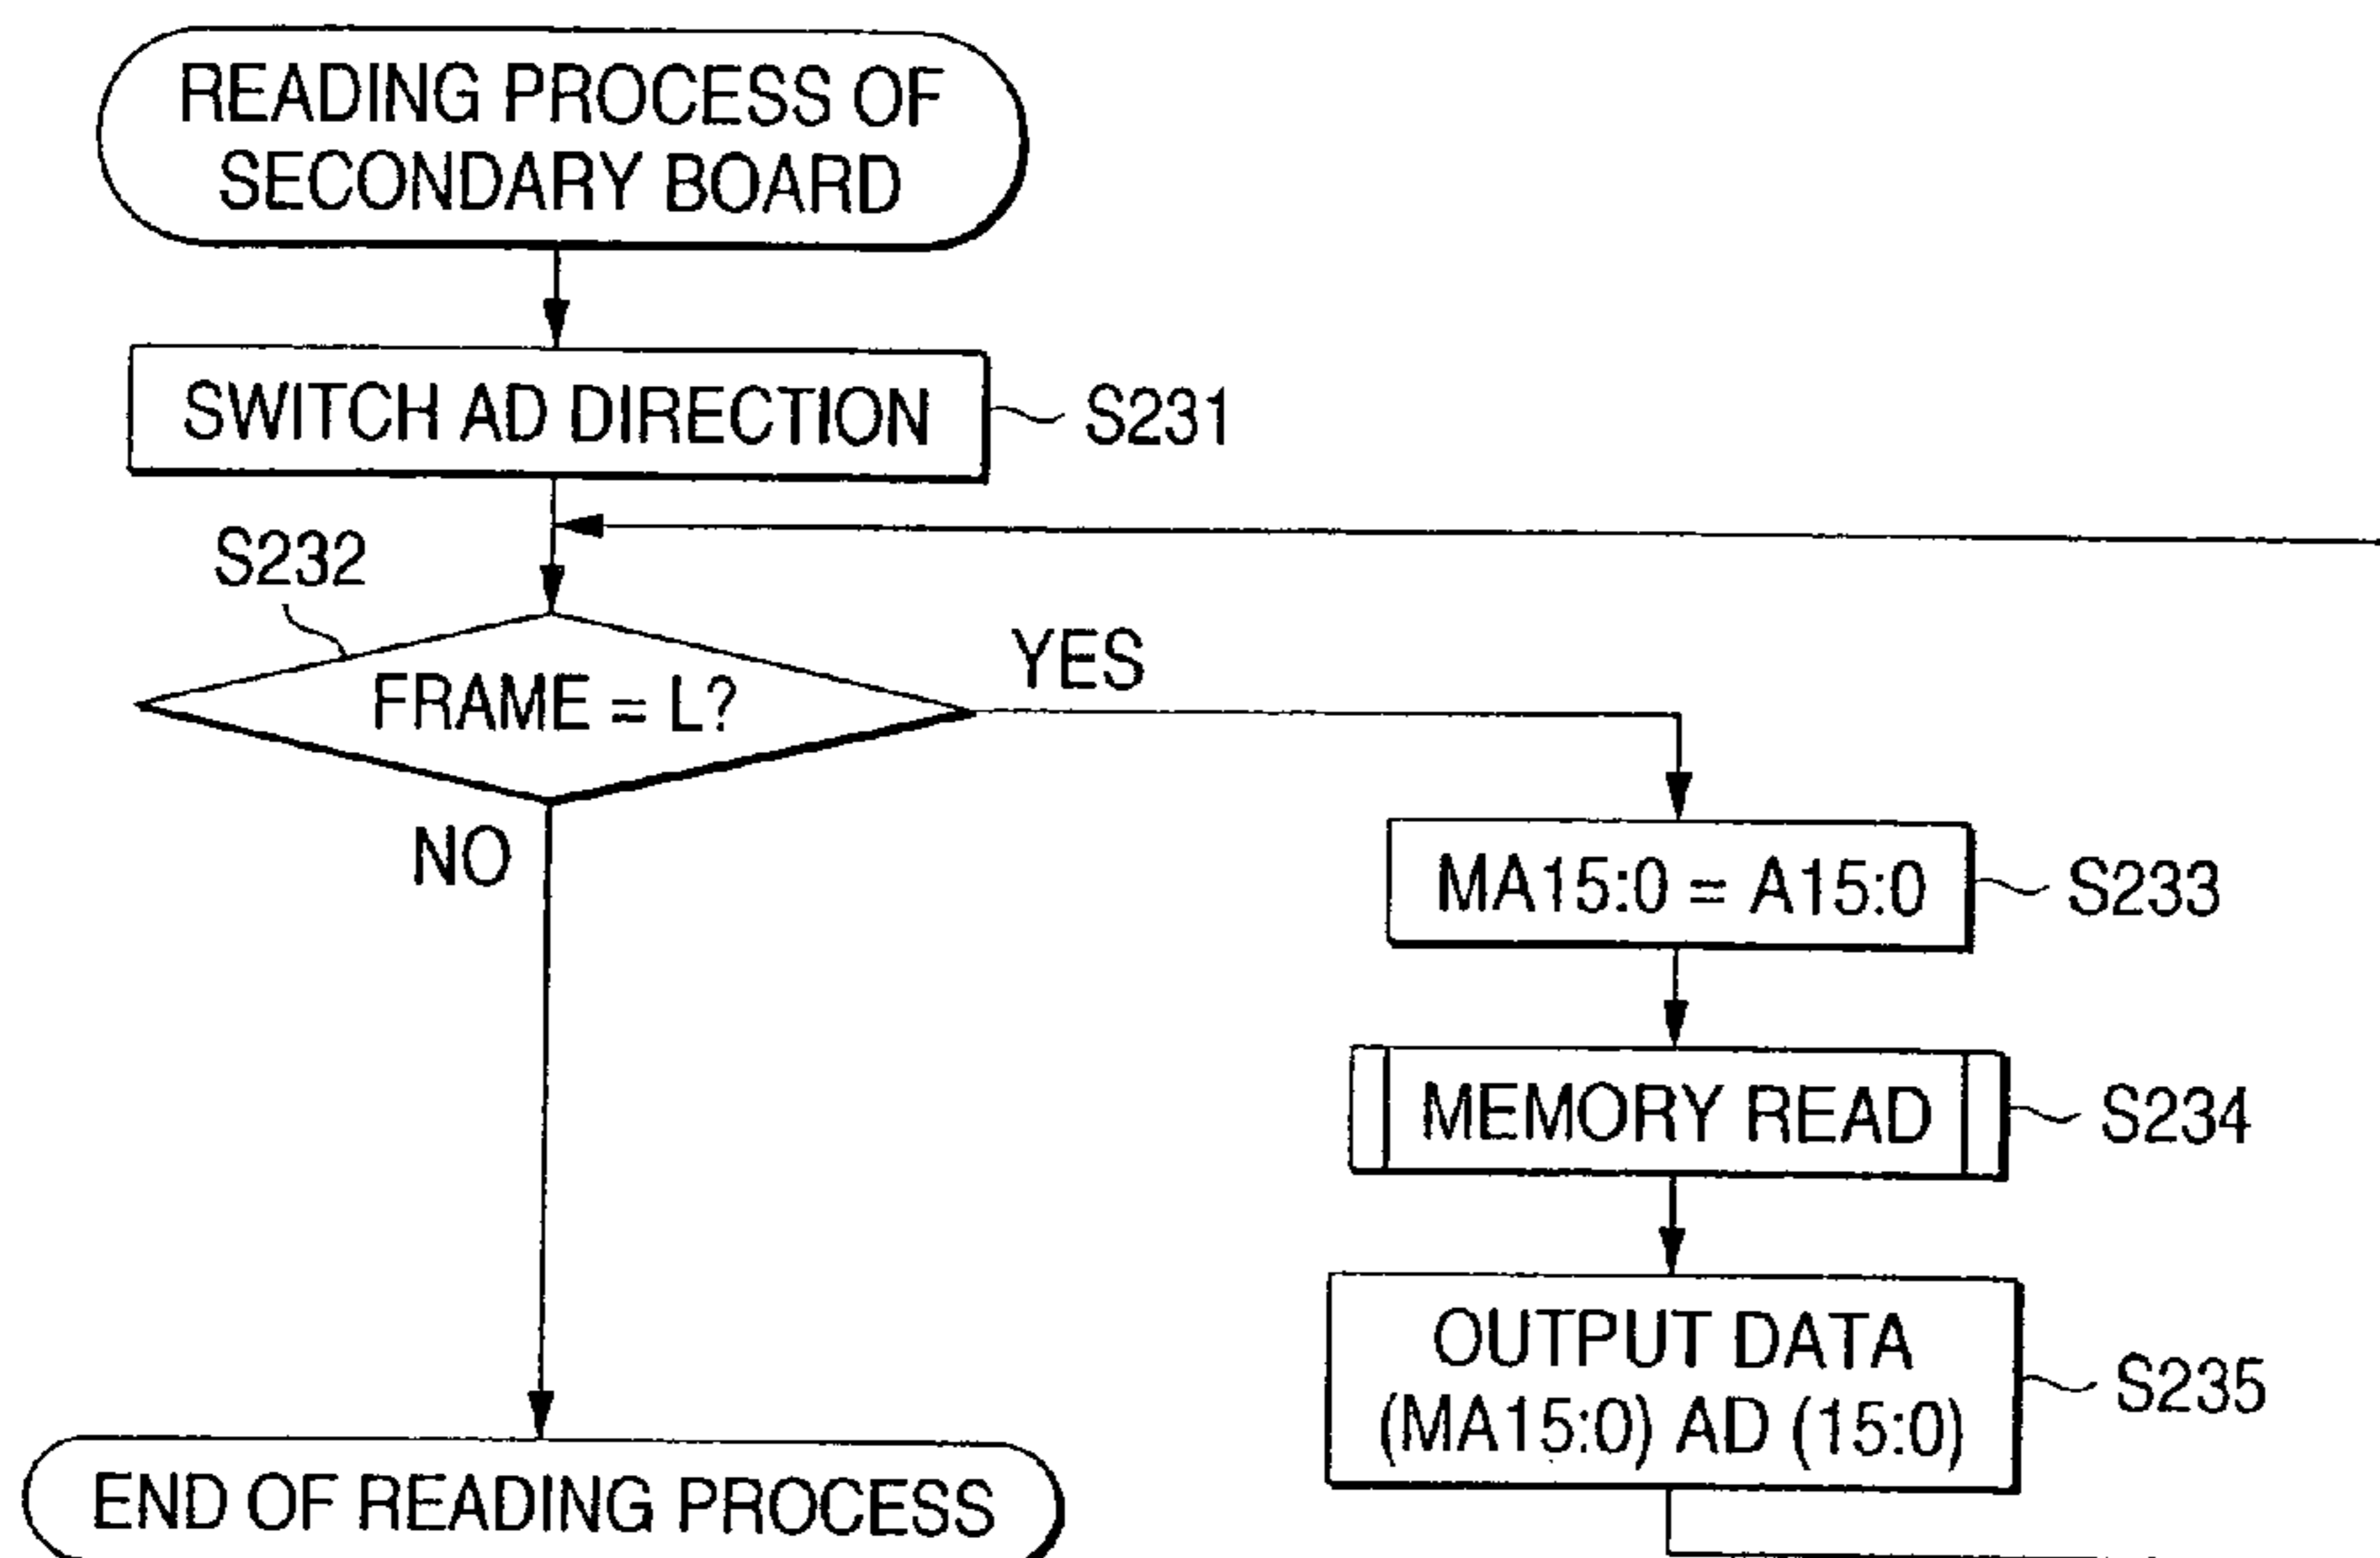 READING PROCESS OF
SECONDARY BOARD
SWITCH AD DIRECTION
S231
S232
FRAME = L?
YES
NO
MA15:0 = A15:0
S233
MEMORY READ
S234
OUTPUT DATA
(MA15:0) AD (15:0)
S235
END OF READING PROCESS